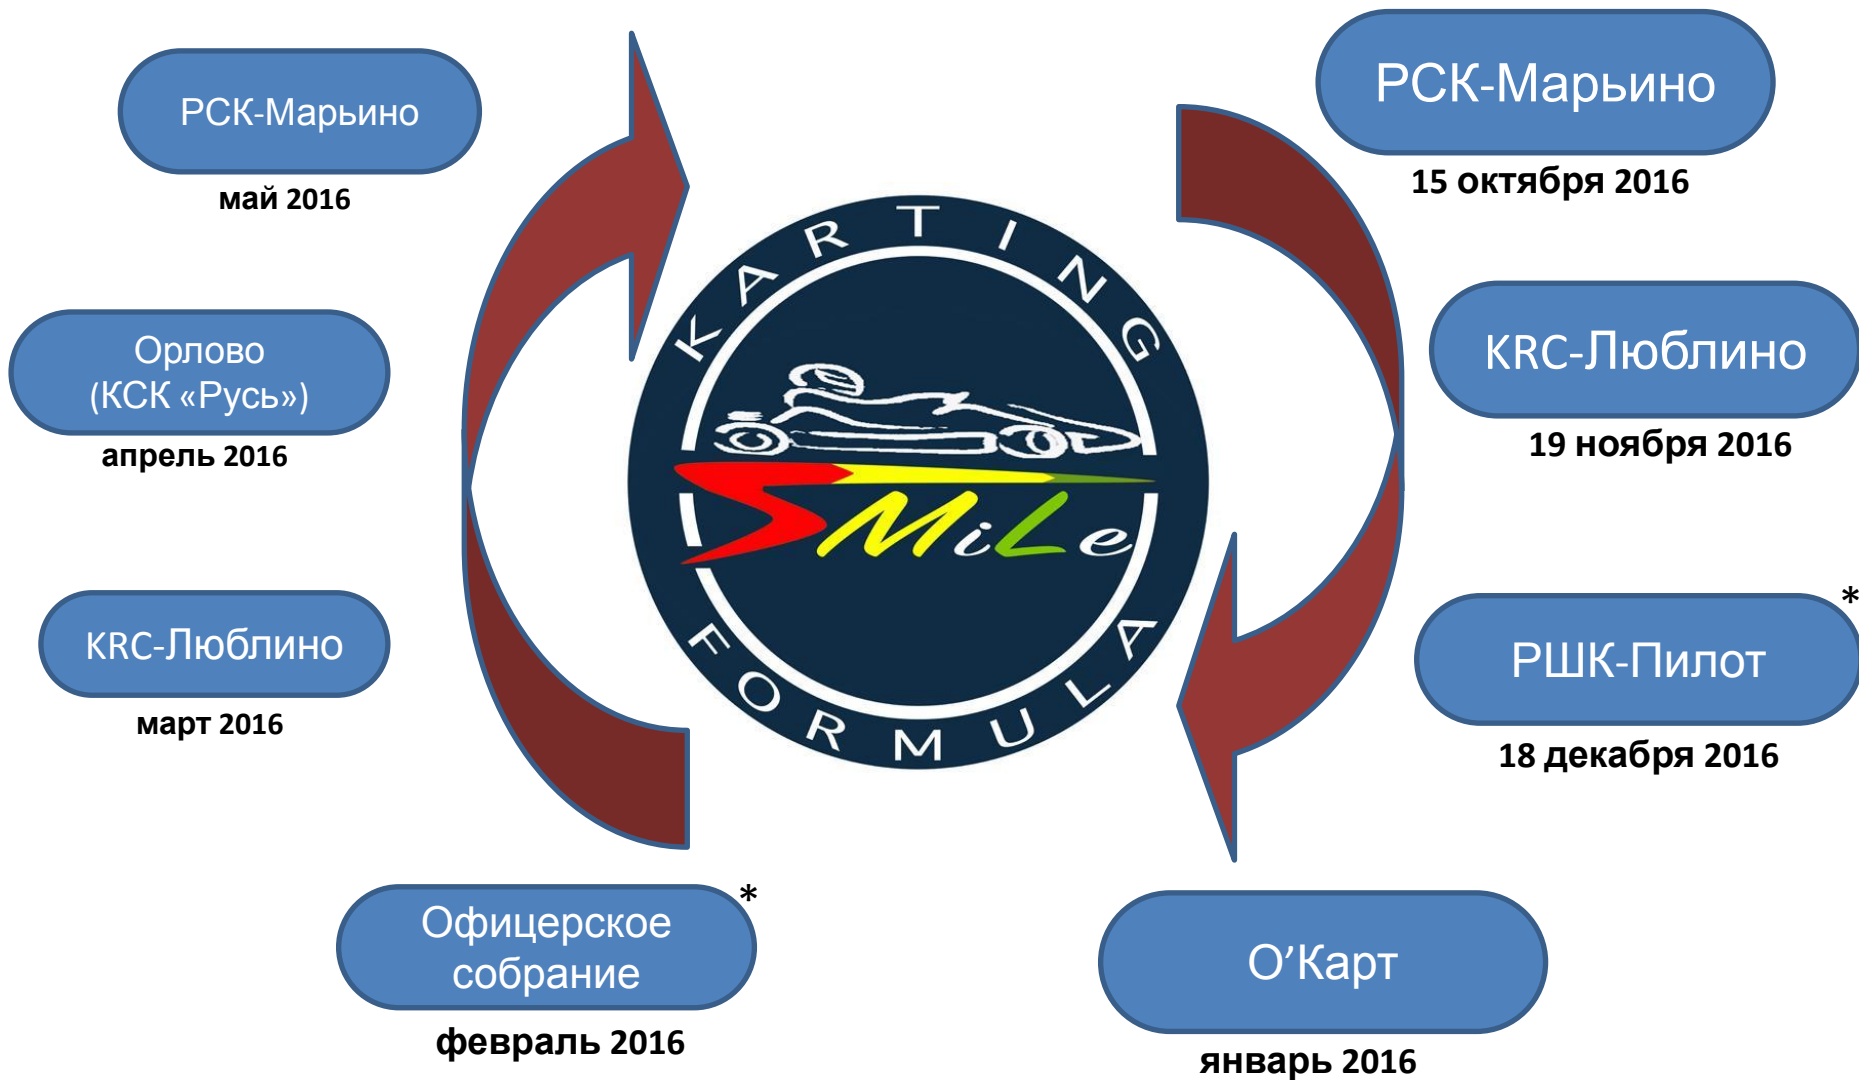 РСК-Марьино
май 2016
Орлово
(КСК «Русь»)
апрель 2016
KRC-Люблино
март 2016
Офицерское
собрание
*
февраль 2016
KARTING
SMiLe
FORMULA
РСК-Марьино
15 октября 2016
KRC-Люблино
19 ноября 2016
*
РШК-Пилот
18 декабря 2016
О’Карт
январь 2016